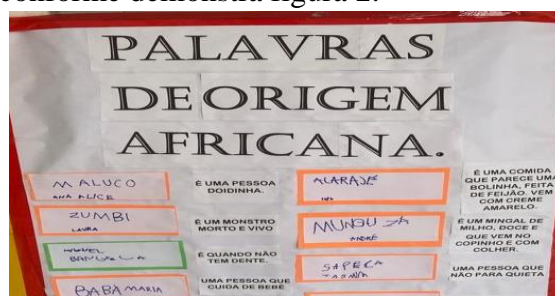 conforme demonstra figura 2.
PALAVRAS
DE ORIGEM
AFRICANA.
MALUCO
ANA ALICE
É UMA PESSOA
DOIDINHA.
ZUMBI
LAURA
É UM MONSTRO
MORTO E VIVO
BANGUELA
É QUANDO NÃO
TEM DENTE.
BABÁ MARIA
UMA PESSOA QUE
CUIDA DE BEBÊ
ACARAJÉ
É UMA COMIDA
QUE PARECE UMA
BOLINHA, FEITA
DE FEIJÃO. VEM
COM CREME
AMARELO.
MUNGUZÁ
ANDRÉ
É UM MINGAL DE
MILHO, DOCE E
QUE VEM NO
COPINHO E COM
COLHER.
SAPECA
UMA PESSOA QUE
NÃO PARA QUIETA